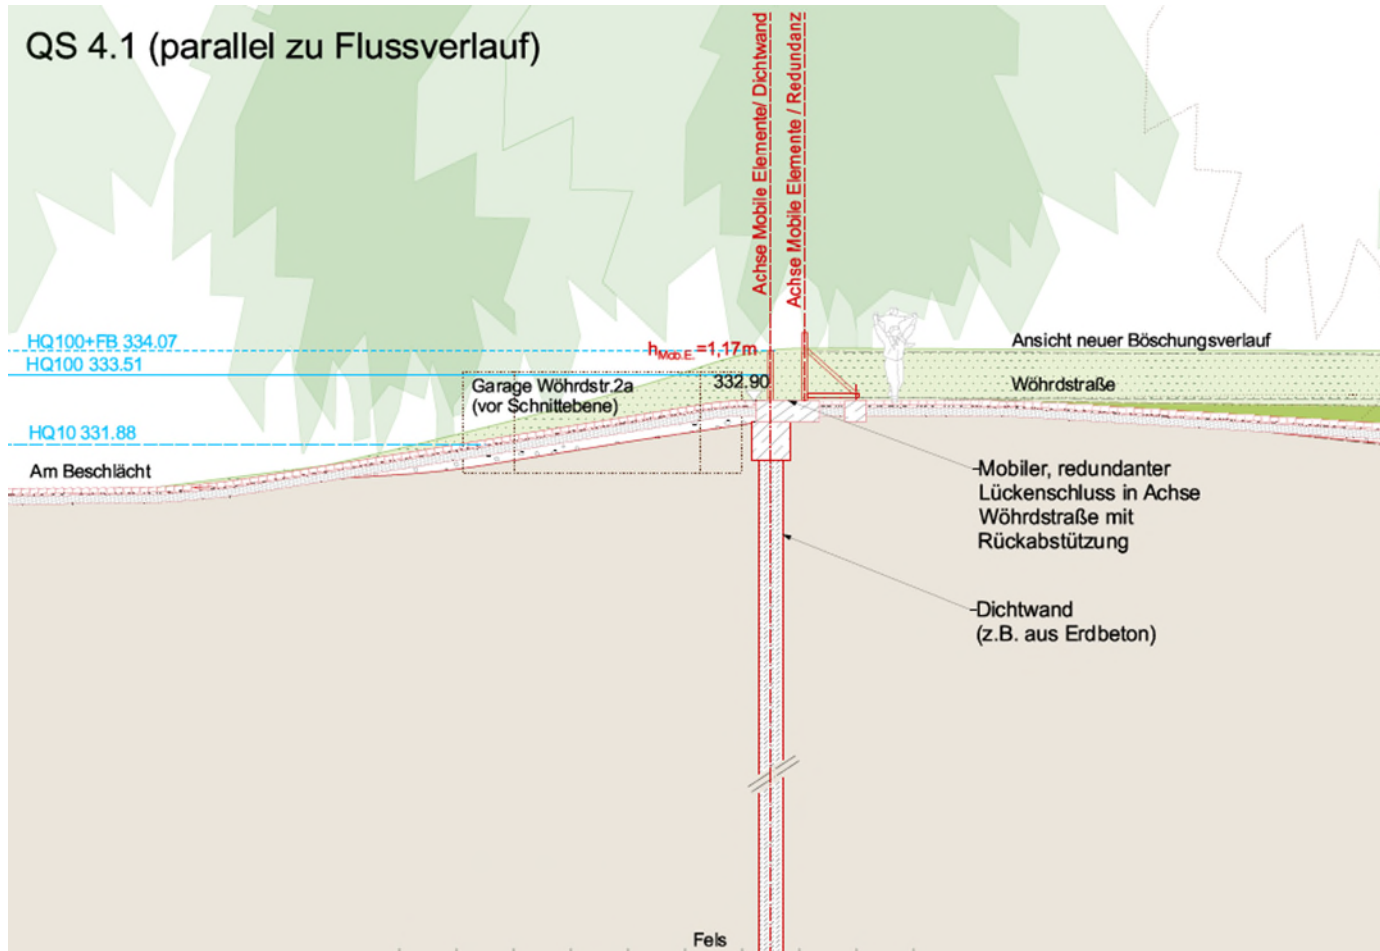 QS 4.1 (parallel zu Flussverlauf)
Achse Mobile Elemente/ Dichtwand
Achse Mobile Elemente / Redundanz
HQ100+FB 334.07
HQ100 333.51
hMob.E.=1,17m
332.90
Garage Wöhrdstr.2a
(vor Schnittebene)
Ansicht neuer Böschungsverlauf
Wöhrdstraße
HQ10 331.88
Am Beschlächt
Mobiler, redundanter
Lückenschluss in Achse
Wöhrdstraße mit
Rückabstützung
Dichtwand
(z.B. aus Erdbeton)
Fels